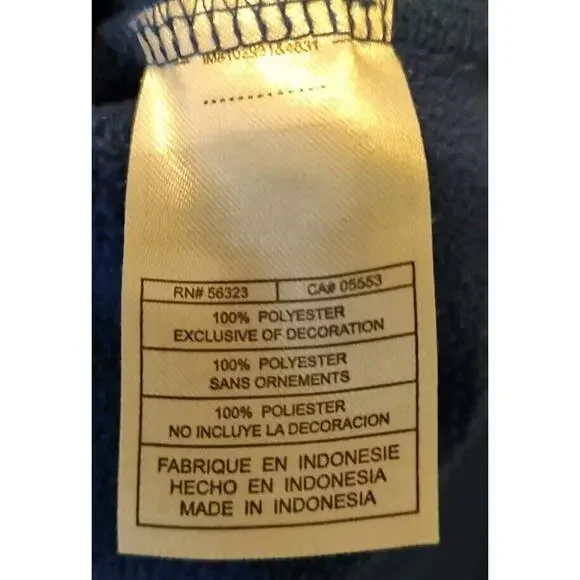 RN# 56323 CA# 05553
100% POLYESTER
EXCLUSIVE OF DECORATION
100% POLYESTER
SANS ORNEMENTS
100% POLIESTER
NO INCLUYE LA DECORACION
FABRIQUE EN INDONESIE
HECHO EN INDONESIA
MADE IN INDONESIA